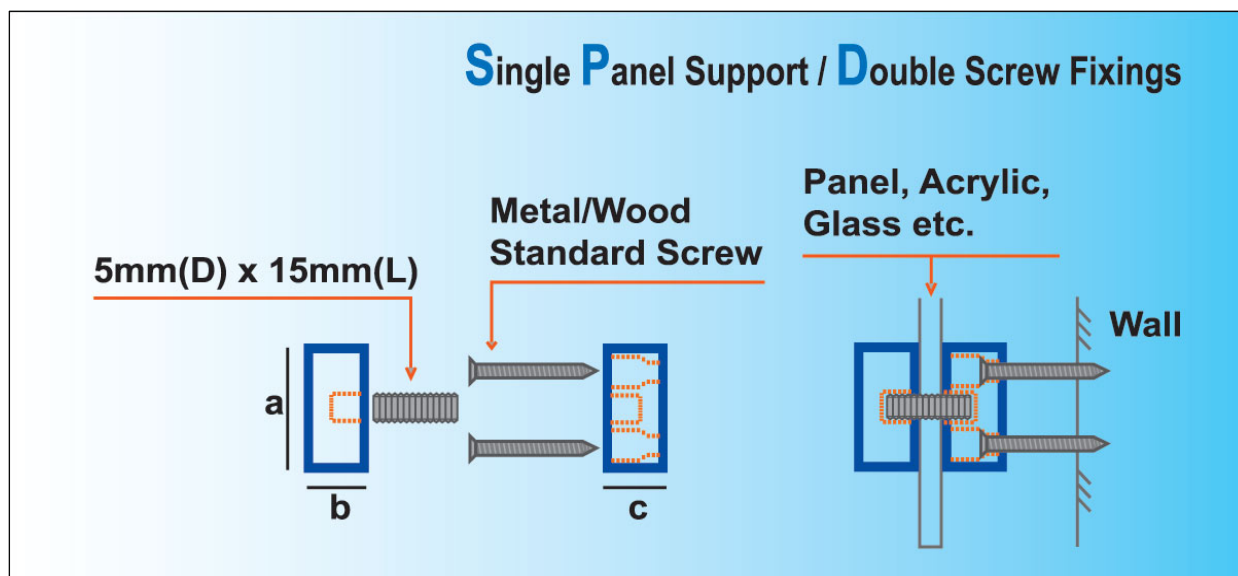 Single Panel Support / Double Screw Fixings
Panel, Acrylic,
Glass etc.
Metal/Wood
Standard Screw
5mm(D) x 15mm(L)
Wall
a
b
c